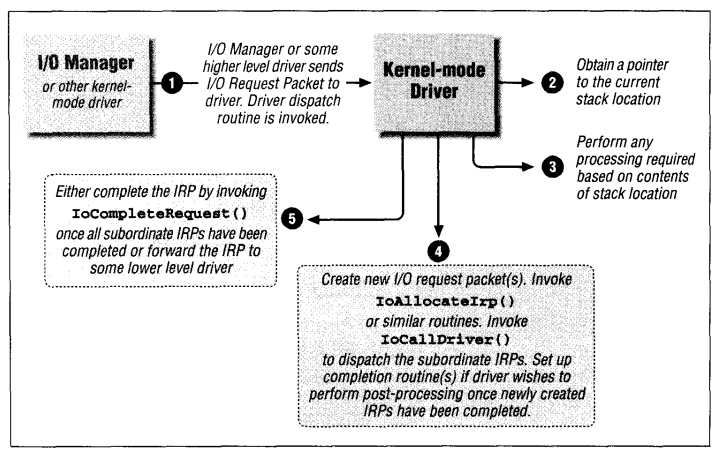 I/O Manager
or other kernel-
mode driver
1
I/O Manager or some
higher level driver sends
I/O Request Packet to
driver. Driver dispatch
routine is invoked.
Kernel-mode
Driver
2
Obtain a pointer
to the current
stack location
3
Perform any
processing required
based on contents
of stack location
Either complete the IRP by invoking
IoCompleteRequest()
once all subordinate IRPs have been
completed or forward the IRP to
some lower level driver
5
4
Create new I/O request packet(s). Invoke
IoAllocateIrp()
or similar routines. Invoke
IoCallDriver()
to dispatch the subordinate IRPs. Set up
completion routine(s) if driver wishes to
perform post-processing once newly created
IRPs have been completed.